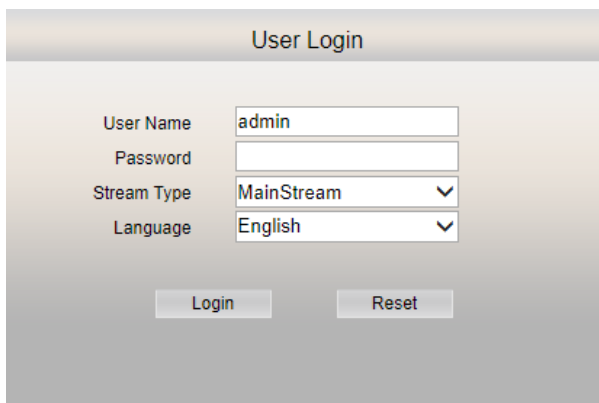 User Login
User Name admin
Password
Stream Type MainStream
Language English
Login Reset